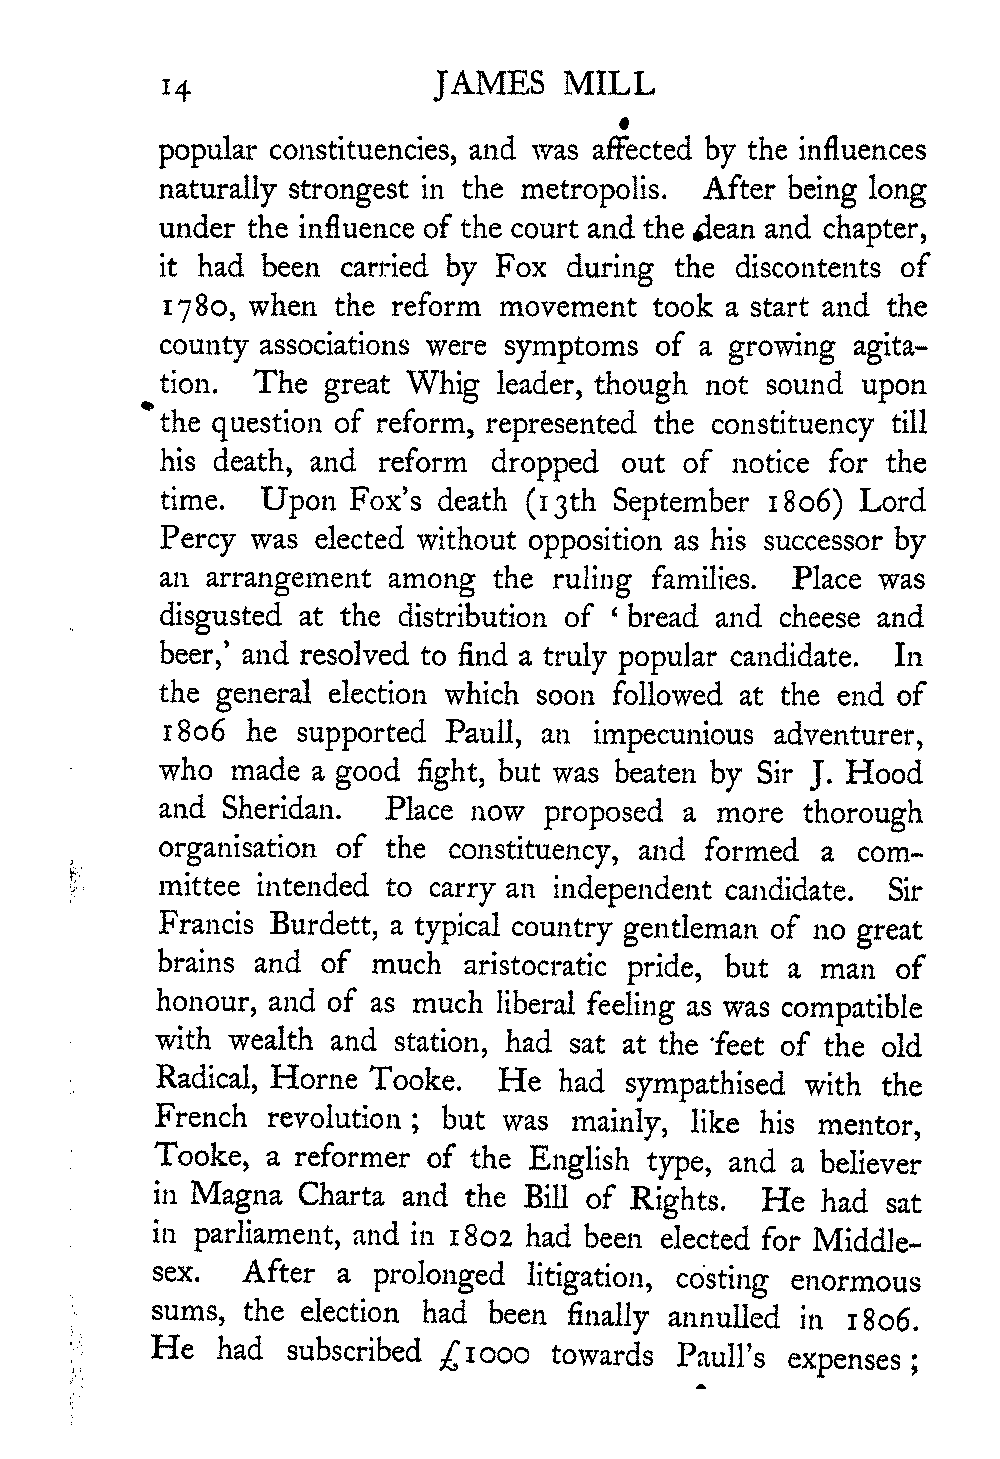 14 JAMES MILL
popular constituencies, and was affected by the influences
naturally strongest in the metropolis. After being long
under the influence of the court and the dean and chapter,
it had been carried by Fox during the discontents of
1780, when the reform movement took a start and the
county associations were symptoms of a growing agita-
tion. The great Whig leader, though not sound upon
the question of reform, represented the constituency till
his death, and reform dropped out of notice for the
time. Upon Fox's death (13th September 1806) Lord
Percy was elected without opposition as his successor by
an arrangement among the ruling families. Place was
disgusted at the distribution of ‘ bread and cheese and
beer,’ and resolved to find a truly popular candidate. In
the general election which soon followed at the end of
1806 he supported Paull, an impecunious adventurer,
who made a good fight, but was beaten by Sir J. Hood
and Sheridan. Place now proposed a more thorough
organisation of the constituency, and formed a com-
mittee intended to carry an independent candidate. Sir
Francis Burdett, a typical country gentleman of no great
brains and of much aristocratic pride, but a man of
honour, and of as much liberal feeling as was compatible
with wealth and station, had sat at the feet of the old
Radical, Horne Tooke. He had sympathised with the
French revolution ; but was mainly, like his mentor,
Tooke, a reformer of the English type, and a believer
in Magna Charta and the Bill of Rights. He had sat
in parliament, and in 1802 had been elected for Middle-
sex. After a prolonged litigation, costing enormous
sums, the election had been finally annulled in 1806.
He had subscribed £1000 towards Paull's expenses ;